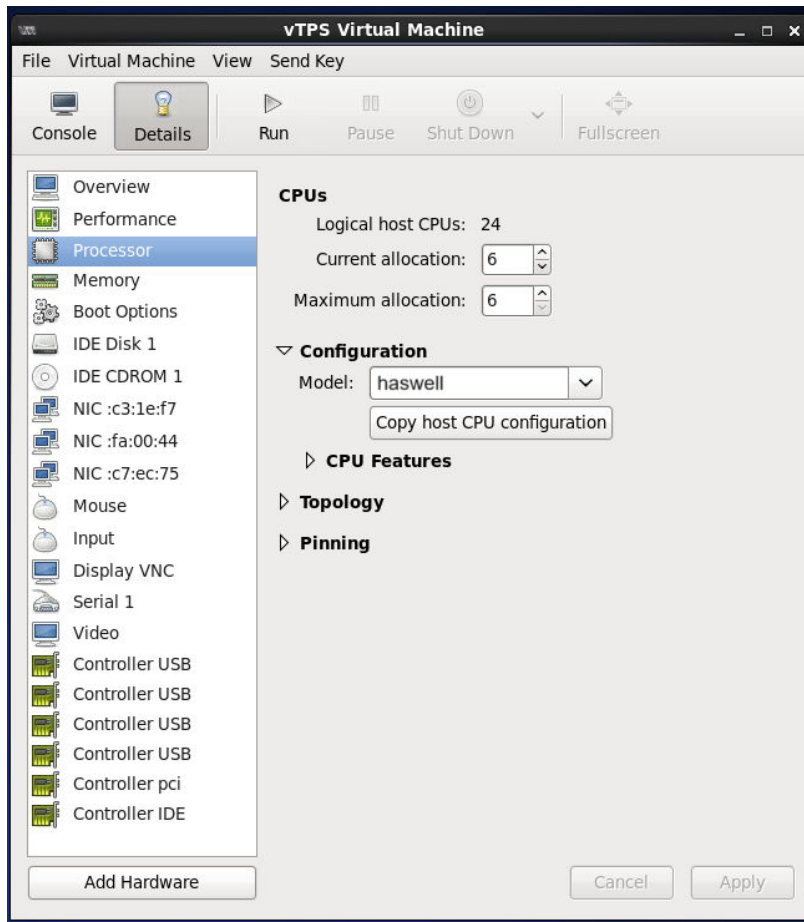 vTPS Virtual Machine
File Virtual Machine View Send Key
Console Details Run Pause Shut Down Fullscreen
Overview
Performance
Processor
Memory
Boot Options
IDE Disk 1
IDE CDROM 1
NIC :c3:1e:f7
NIC :fa:00:44
NIC :c7:ec:75
Mouse
Input
Display VNC
Serial 1
Video
Controller USB
Controller USB
Controller USB
Controller USB
Controller pci
Controller IDE
Add Hardware
CPUs
Logical host CPUs: 24
Current allocation: 6
Maximum allocation: 6
Configuration
Model: haswell
Copy host CPU configuration
CPU Features
Topology
Pinning
Cancel Apply